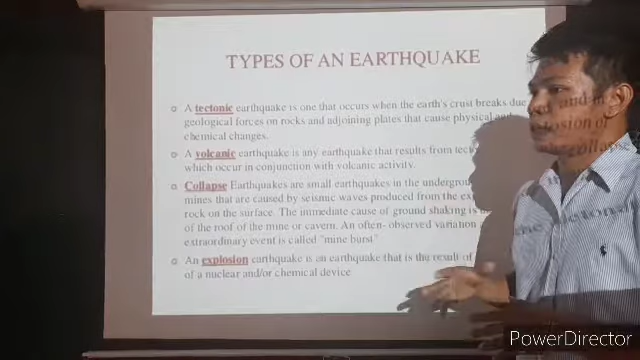 TYPES OF AN EARTHQUAKE
A tectonic earthquake is one that occurs when the earth's crust breaks due
geological forces on rocks and adjoining plates that cause physical and
chemical changes.
A volcanic earthquake is any earthquake that results from
which occur in conjunction with volcanic activity.
Collapse Earthquakes are small earthquakes in the
mines that are caused by seismic waves produced from the
rock on the surface. The immediate cause of ground shaking is
of the roof of the mine or cavern. An often- observed variation
extraordinary event is called "mine burst"
An explosion earthquake is an earthquake that is the result of
of a nuclear and/or chemical device
and in
collapse
PowerDirector